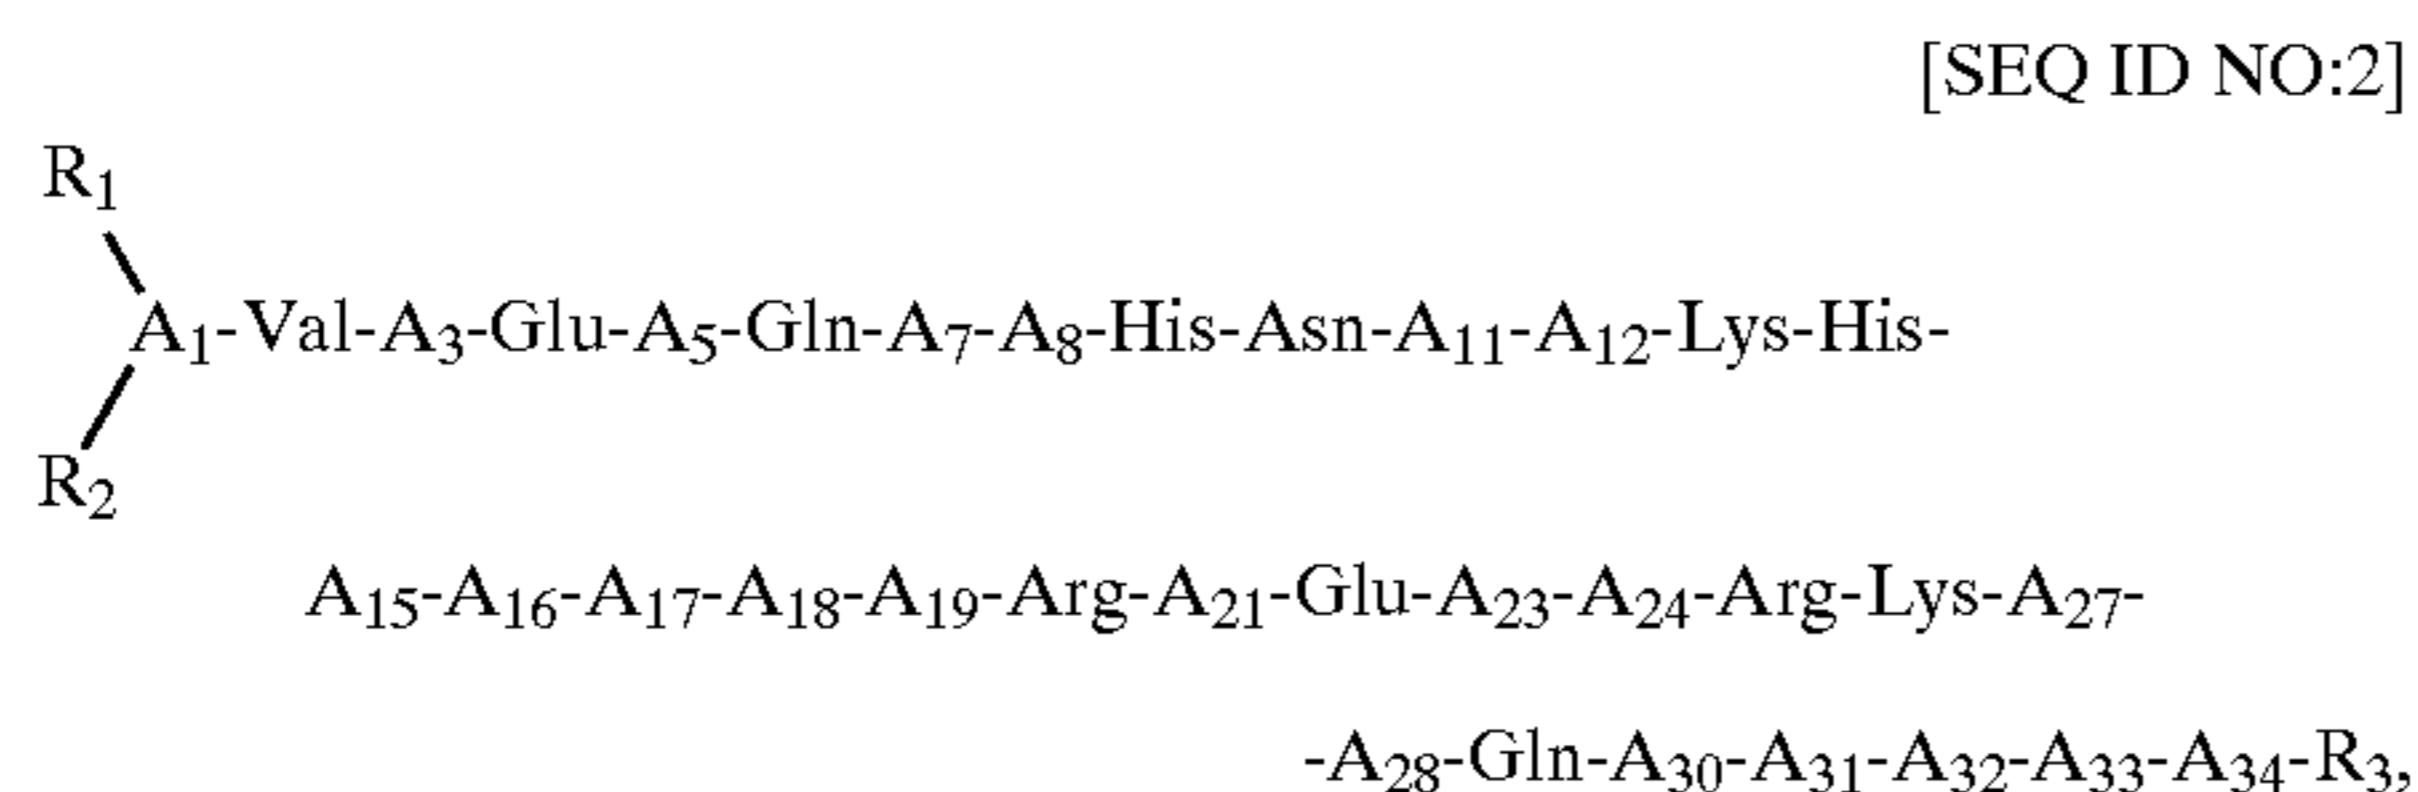 [SEQ ID NO:2]
R1
A1-Val-A3-Glu-A5-Gln-A7-A8-His-Asn-A11-A12-Lys-His-
R2
A15-A16-A17-A18-A19-Arg-A21-Glu-A23-A24-Arg-Lys-A27-
-A28-Gln-A30-A31-A32-A33-A34-R3,